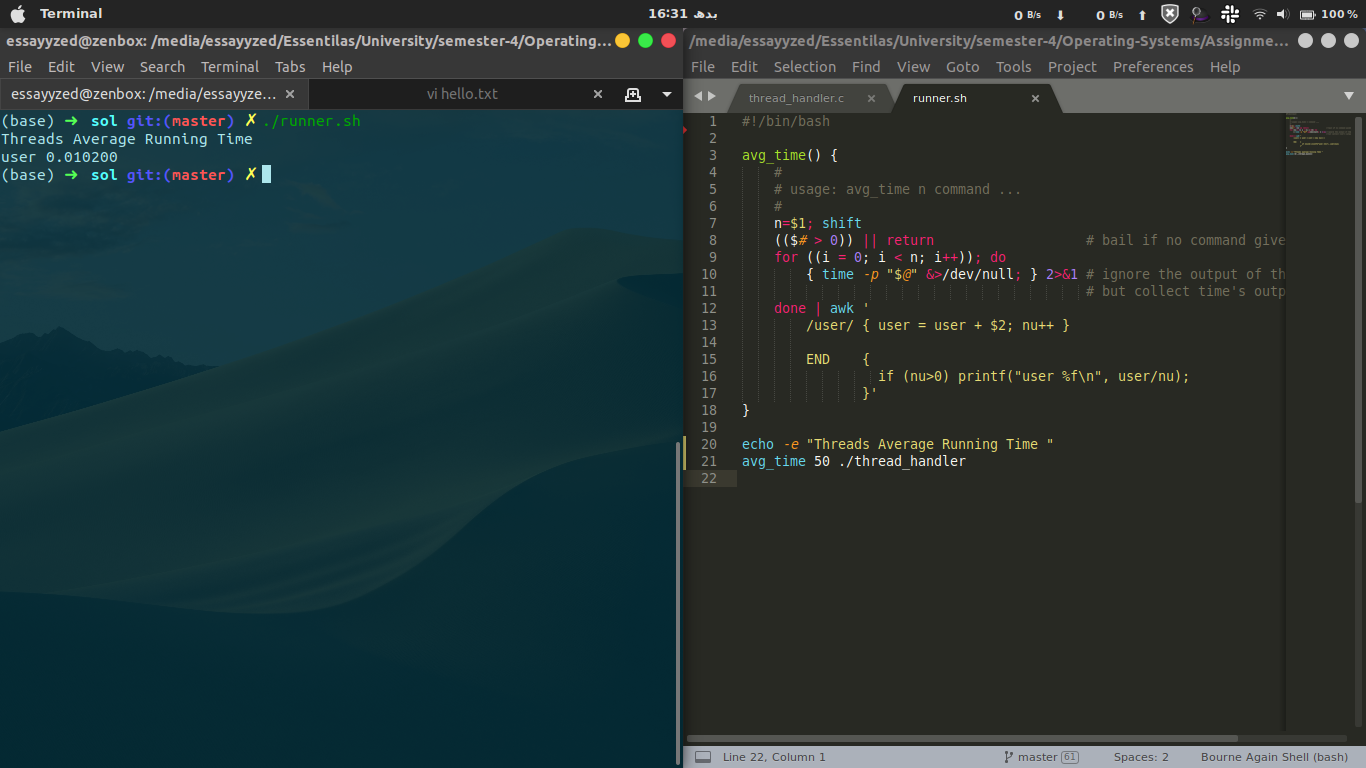 Terminal
16:31 بدھ
0 B/s ⬇ 0 B/s ⬆ 100 %
essayyzed@zenbox: /media/essayyzed/Essentilas/University/semester-4/Operating...
File Edit View Search Terminal Tabs Help
essayyzed@zenbox: /media/essayyze... × vi hello.txt ×
(base) ➜ sol git:(master) ✗ ./runner.sh
Threads Average Running Time
user 0.010200
(base) ➜ sol git:(master) ✗
/media/essayyzed/Essentilas/University/semester-4/Operating-Systems/Assignme...
File Edit Selection Find View Goto Tools Project Preferences Help
thread_handler.c × runner.sh ×
1 #!/bin/bash
2
3 avg_time() {
4     #
5     # usage: avg_time n command ...
6     #
7     n=$1; shift
8     (($# > 0)) || return                   # bail if no command give
9     for ((i = 0; i < n; i++)); do
10         { time -p "$@" &>/dev/null; } 2>&1 # ignore the output of th
11                                            # but collect time's outp
12     done | awk '
13         /user/ { user = user + $2; nu++ }
14
15         END    {
16                  if (nu>0) printf("user %f\n", user/nu);
17                }'
18 }
19
20 echo -e "Threads Average Running Time "
21 avg_time 50 ./thread_handler
22
Line 22, Column 1 master 61 Spaces: 2 Bourne Again Shell (bash)